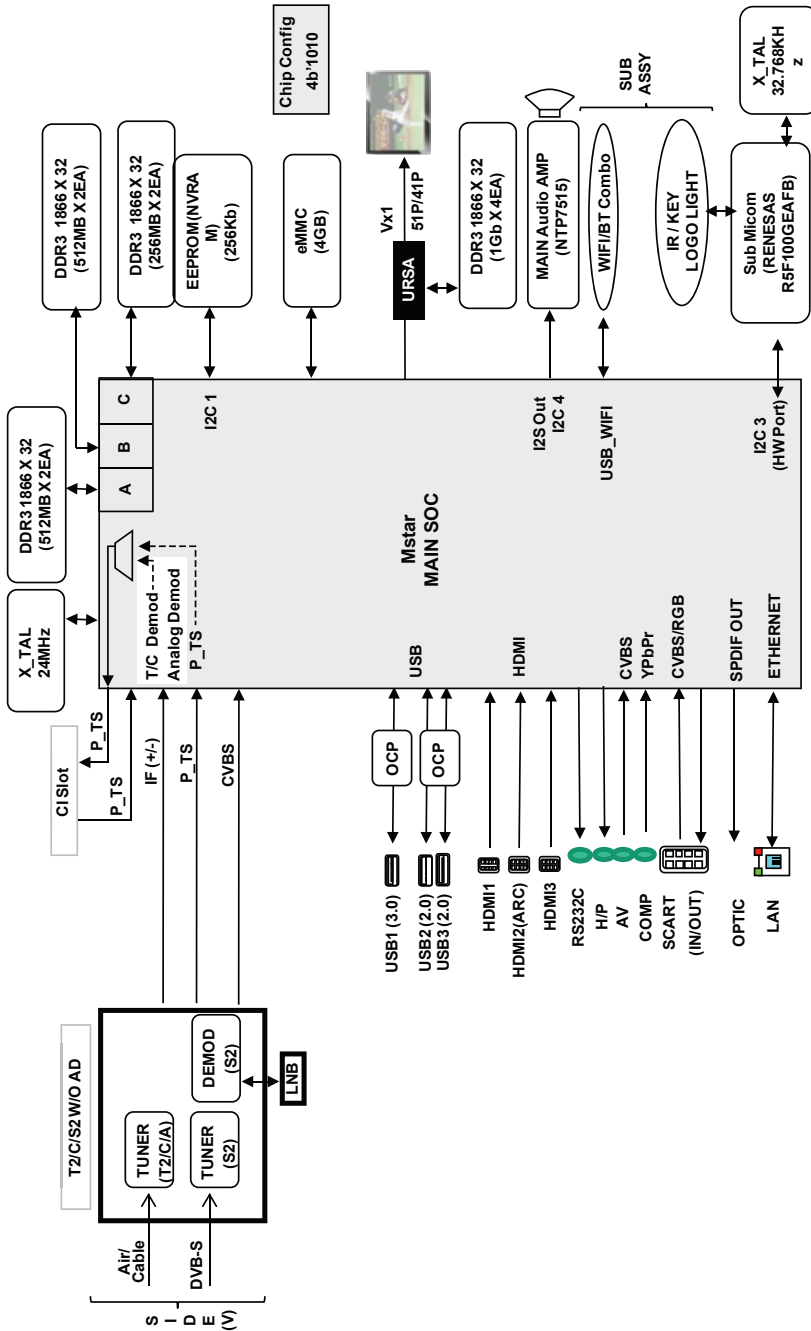 S
I
D
E
(V)
Air/
Cable
DVB-S
T2/C/S2 W/O AD
TUNER
(T2/C/A)
TUNER
(S2)
DEMOD
(S2)
LNB
CI Slot
P_TS
P_TS
IF (+/-)
P_TS
CVBS
X_TAL
24MHz
DDR3 1866 X 32
(512MB X 2EA)
DDR3 1866 X 32
(512MB X 2EA)
DDR3 1866 X 32
(256MB X 2EA)
EEPROM(NVRA
M)
(256Kb)
eMMC
(4GB)
Chip Config
4b'1010
A
B
C
T/C Demod
Analog Demod
P_TS
I2C 1
Mstar
MAIN SOC
URSA
Vx1
51P/41P
DDR3 1866 X 32
(1Gb X 4EA)
I2S Out
I2C 4
MAIN Audio AMP
(NTP7515)
USB_WIFI
WIFI/BT Combo
SUB
ASSY
IR / KEY
LOGO LIGHT
I2C 3
(HW Port)
Sub Micom
(RENESAS
R5F100GEAFB)
X_TAL
32.768KH
z
USB1 (3.0)
OCP
USB
USB2 (2.0)
USB3 (2.0)
OCP
HDMI1
HDMI2(ARC)
HDMI
HDMI3
RS232C
H/P
AV
CVBS
COMP
YPbPr
SCART
(IN/OUT)
CVBS/RGB
OPTIC
SPDIF OUT
LAN
ETHERNET